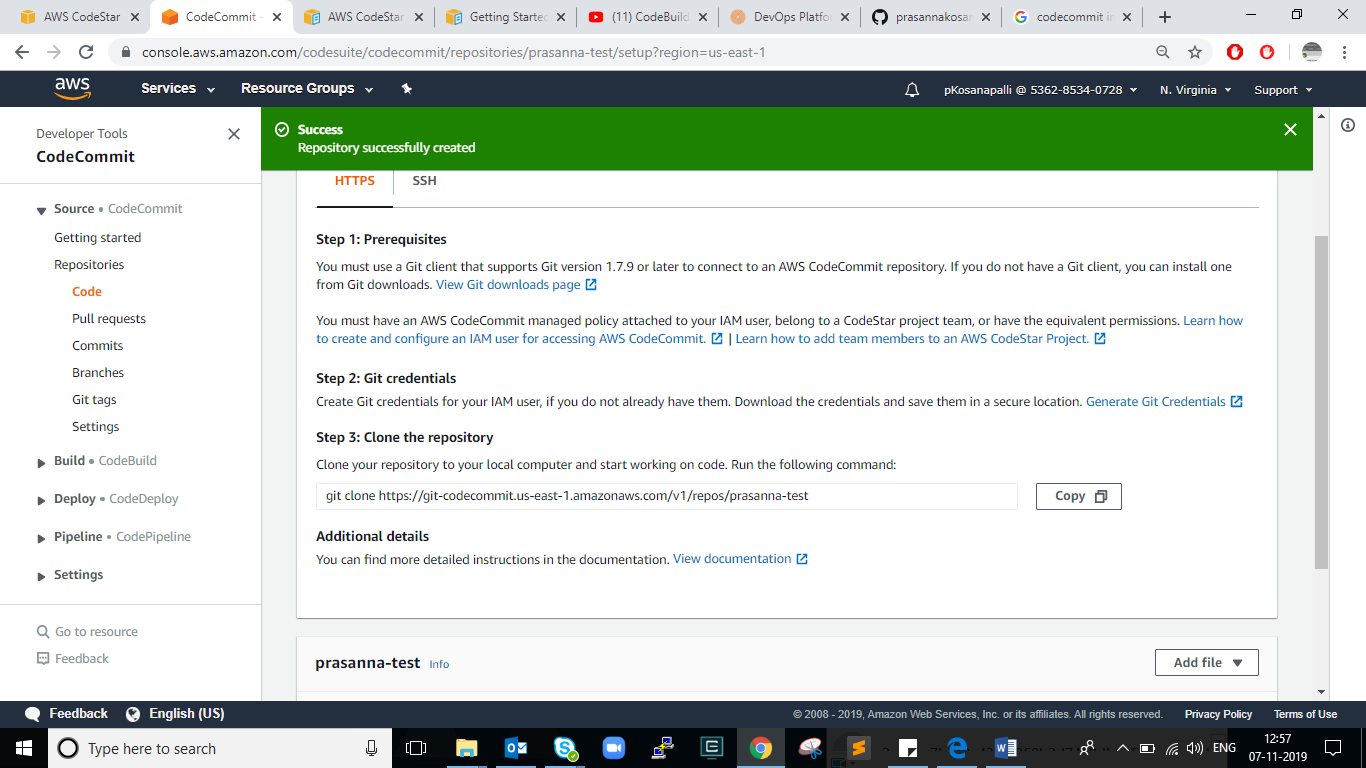 AWS CodeStar
CodeCommit -
AWS CodeStar
Getting Started
(11) CodeBuild
DevOps Platfo
prasannakosar
codecommit in
console.aws.amazon.com/codesuite/codecommit/repositories/prasanna-test/setup?region=us-east-1
aws
Services
Resource Groups
pKosanapalli @ 5362-8534-0728
N. Virginia
Support
Developer Tools
CodeCommit
Source • CodeCommit
Getting started
Repositories
Code
Pull requests
Commits
Branches
Git tags
Settings
Build • CodeBuild
Deploy • CodeDeploy
Pipeline • CodePipeline
Settings
Go to resource
Feedback
Success
Repository successfully created
HTTPS
SSH
Step 1: Prerequisites
You must use a Git client that supports Git version 1.7.9 or later to connect to an AWS CodeCommit repository. If you do not have a Git client, you can install one
from Git downloads. View Git downloads page
You must have an AWS CodeCommit managed policy attached to your IAM user, belong to a CodeStar project team, or have the equivalent permissions. Learn how
to create and configure an IAM user for accessing AWS CodeCommit. | Learn how to add team members to an AWS CodeStar Project.
Step 2: Git credentials
Create Git credentials for your IAM user, if you do not already have them. Download the credentials and save them in a secure location. Generate Git Credentials
Step 3: Clone the repository
Clone your repository to your local computer and start working on code. Run the following command:
git clone https://git-codecommit.us-east-1.amazonaws.com/v1/repos/prasanna-test
Copy
Additional details
You can find more detailed instructions in the documentation. View documentation
prasanna-test Info
Add file
Feedback
English (US)
© 2008 - 2019, Amazon Web Services, Inc. or its affiliates. All rights reserved.
Privacy Policy
Terms of Use
Type here to search
ENG
12:57
07-11-2019